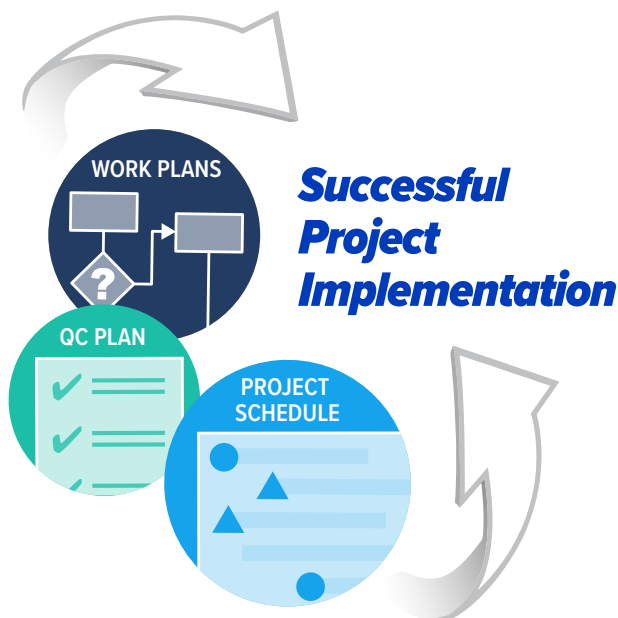 WORK PLANS
?
Successful
Project
Implementation
QC PLAN
PROJECT
SCHEDULE